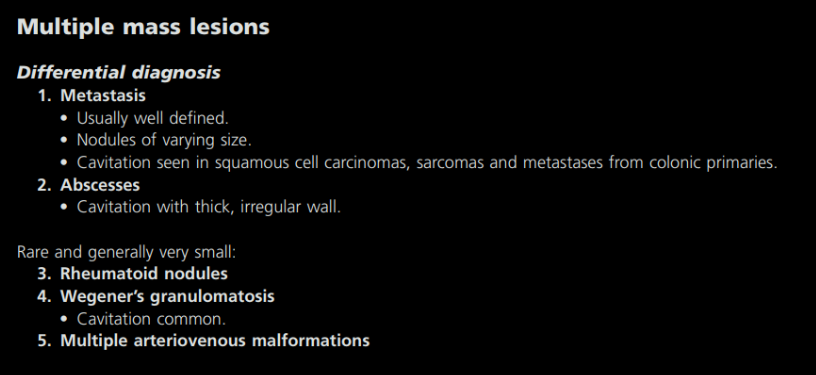 Multiple mass lesions
Differential diagnosis
1. Metastasis
• Usually well defined.
• Nodules of varying size.
• Cavitation seen in squamous cell carcinomas, sarcomas and metastases from colonic primaries.
2. Abscesses
• Cavitation with thick, irregular wall.
Rare and generally very small:
3. Rheumatoid nodules
4. Wegener’s granulomatosis
• Cavitation common.
5. Multiple arteriovenous malformations